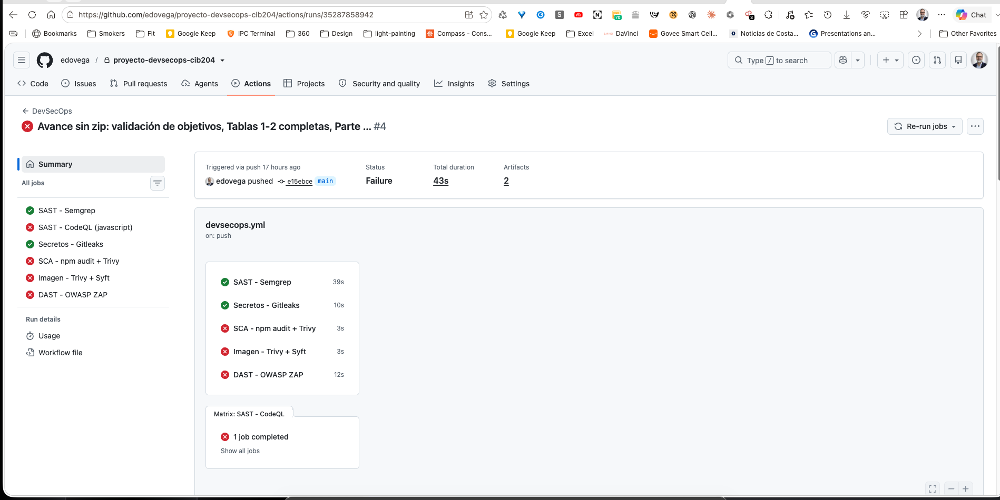 https://github.com/edovega/proyecto-devsecops-cib204/actions/runs/35287858942
S
N
70
3
Chat
Bookmarks
Smokers
Fit
Google Keep
IPC Terminal
360
Design
light-painting
Compass - Cons...
Google Keep
Excel
DaVinci
Govee Smart Ceil...
Noticias de Costa...
Presentations an...
Other Favorites
edovega / proyecto-devsecops-cib204
Type / to search
Code
Issues
Pull requests
Agents
Actions
Projects
Security and quality
Insights
Settings
DevSecOps
Avance sin zip: validación de objetivos, Tablas 1-2 completas, Parte ... #4
Re-run jobs
Summary
All jobs
SAST - Semgrep
SAST - CodeQL (javascript)
Secretos - Gitleaks
SCA - npm audit + Trivy
Imagen - Trivy + Syft
DAST - OWASP ZAP
Run details
Usage
Workflow file
Triggered via push 17 hours ago
edovega pushed e15ebce main
Status
Failure
Total duration
43s
Artifacts
2
devsecops.yml
on: push
SAST - Semgrep 39s
Secretos - Gitleaks 10s
SCA - npm audit + Trivy 3s
Imagen - Trivy + Syft 3s
DAST - OWASP ZAP 12s
Matrix: SAST - CodeQL
1 job completed
Show all jobs